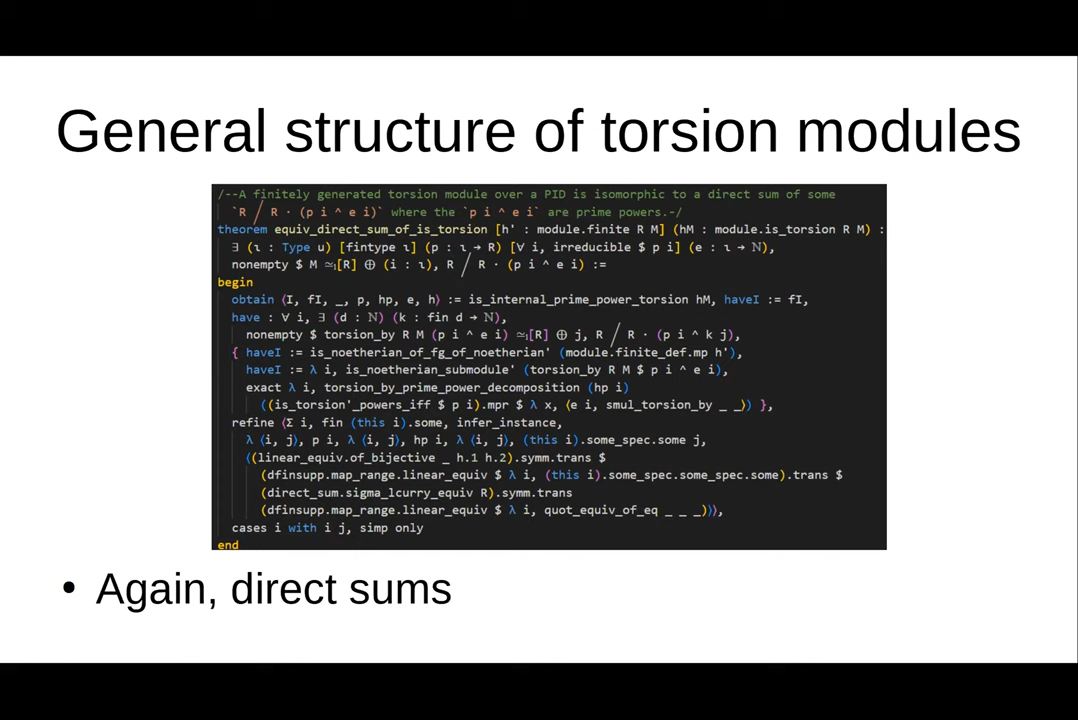 General structure of torsion modules
/--A finitely generated torsion module over a PID is isomorphic to a direct sum of some
`R ⧸ R ∙ (p i ^ e i)` where the `p i ^ e i` are prime powers.-/
theorem equiv_direct_sum_of_is_torsion [h' : module.finite R M] (hM : module.is_torsion R M) :
∃ (ι : Type u) [fintype ι] (p : ι → R) [∀ i, irreducible $ p i] (e : ι → ℕ),
nonempty $ M ≃ₗ[R] ⨁ (i : ι), R ⧸ R ∙ (p i ^ e i) :=
begin
obtain ⟨I, fI, _, p, hp, e, h⟩ := is_internal_prime_power_torsion hM, haveI := fI,
have : ∀ i, ∃ (d : ℕ) (k : fin d → ℕ),
nonempty $ torsion_by R M (p i ^ e i) ≃ₗ[R] ⨁ j, R ⧸ R ∙ (p i ^ k j),
{ haveI := is_noetherian_of_fg_of_noetherian' (module.finite_def.mp h'),
haveI := λ i, is_noetherian_submodule' (torsion_by R M $ p i ^ e i),
exact λ i, torsion_by_prime_power_decomposition (hp i)
((is_torsion'_powers_iff $ p i).mpr $ λ x, ⟨e i, smul_torsion_by _ _⟩) },
refine ⟨Σ i, fin (this i).some, infer_instance,
λ ⟨i, j⟩, p i, λ ⟨i, j⟩, hp i, λ ⟨i, j⟩, (this i).some_spec.some j,
⟨(linear_equiv.of_bijective _ h.1 h.2).symm.trans $
(dfinsupp.map_range.linear_equiv $ λ i, (this i).some_spec.some_spec.some).trans $
(direct_sum.sigma_lcurry_equiv R).symm.trans
(dfinsupp.map_range.linear_equiv $ λ i, quot_equiv_of_eq _ _ _)⟩⟩,
cases i with i j, simp only
end
• Again, direct sums